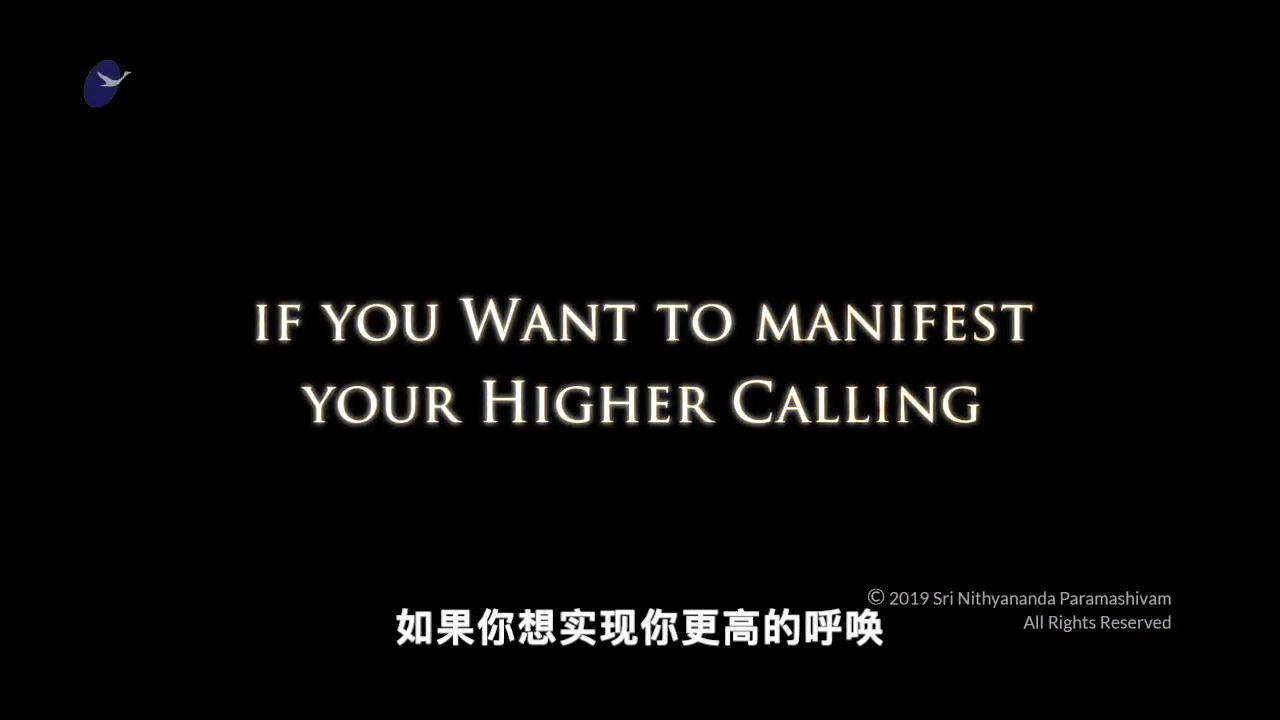 IF YOU WANT TO MANIFEST
YOUR HIGHER CALLING
© 2019 Sri Nithyananda Paramashivam
All Rights Reserved
如果你想实现你更高的呼唤